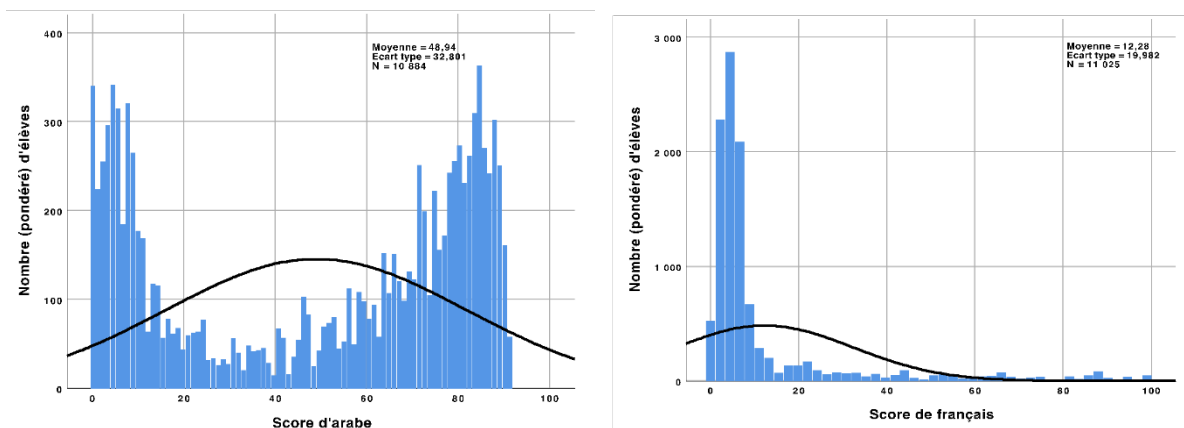 400
300
200
100
0
Nombre (pondéré) d'élèves
Moyenne = 48,94
Ecart type = 32,801
N = 10 884
0 20 40 60 80 100
Score d'arabe
3 000
2 000
1 000
0
Nombre (pondéré) d'élèves
Moyenne = 12,28
Ecart type = 19,982
N = 11 025
0 20 40 60 80 100
Score de français